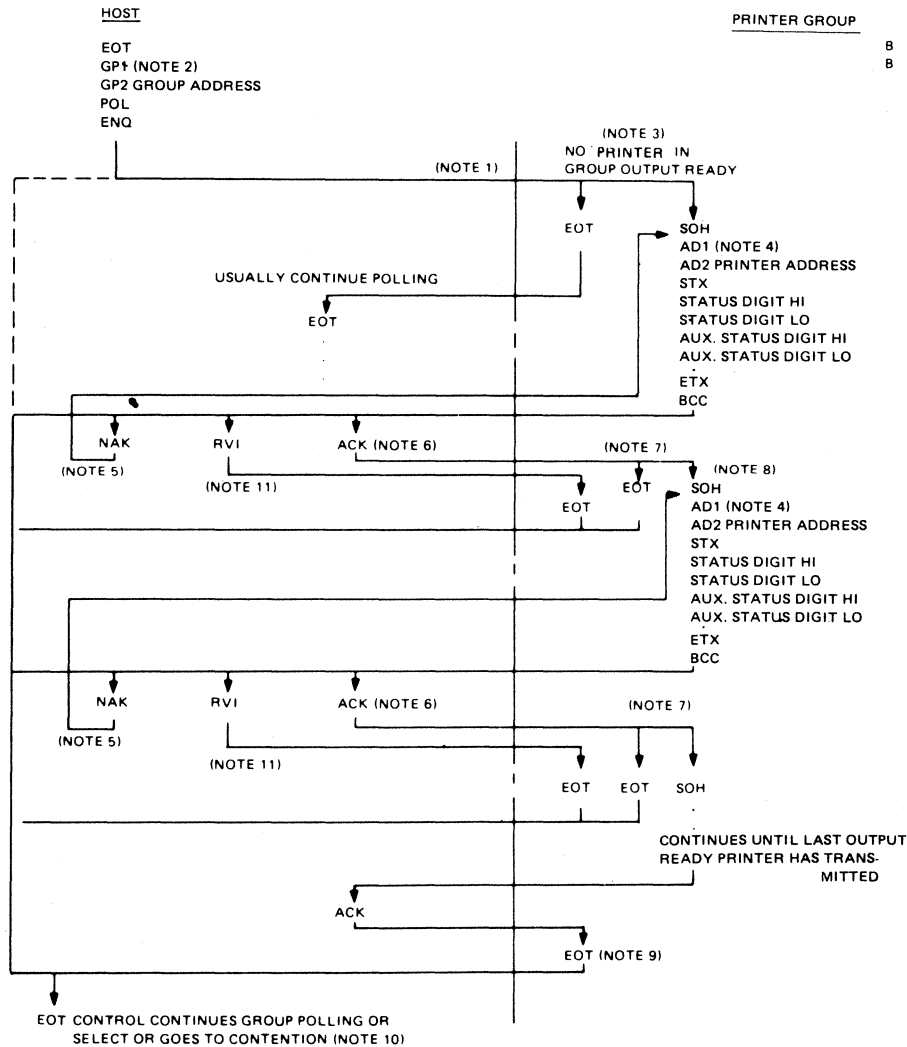 HOST
PRINTER GROUP
EOT
B
GP1 (NOTE 2)
B
GP2 GROUP ADDRESS
POL
ENQ
(NOTE 3)
NO PRINTER IN
GROUP OUTPUT READY
(NOTE 1)
EOT
SOH
AD1 (NOTE 4)
AD2 PRINTER ADDRESS
STX
STATUS DIGIT HI
STATUS DIGIT LO
AUX. STATUS DIGIT HI
AUX. STATUS DIGIT LO
ETX
BCC
USUALLY CONTINUE POLLING
EOT
NAK
RVI
ACK (NOTE 6)
(NOTE 7)
(NOTE 5)
(NOTE 11)
(NOTE 8)
EOT
EOT
SOH
AD1 (NOTE 4)
AD2 PRINTER ADDRESS
STX
STATUS DIGIT HI
STATUS DIGIT LO
AUX. STATUS DIGIT HI
AUX. STATUS DIGIT LO
ETX
BCC
NAK
RVI
ACK (NOTE 6)
(NOTE 7)
(NOTE 5)
(NOTE 11)
EOT
EOT
SOH
CONTINUES UNTIL LAST OUTPUT
READY PRINTER HAS TRANS-
MITTED
ACK
EOT (NOTE 9)
EOT CONTROL CONTINUES GROUP POLLING OR
SELECT OR GOES TO CONTENTION (NOTE 10)